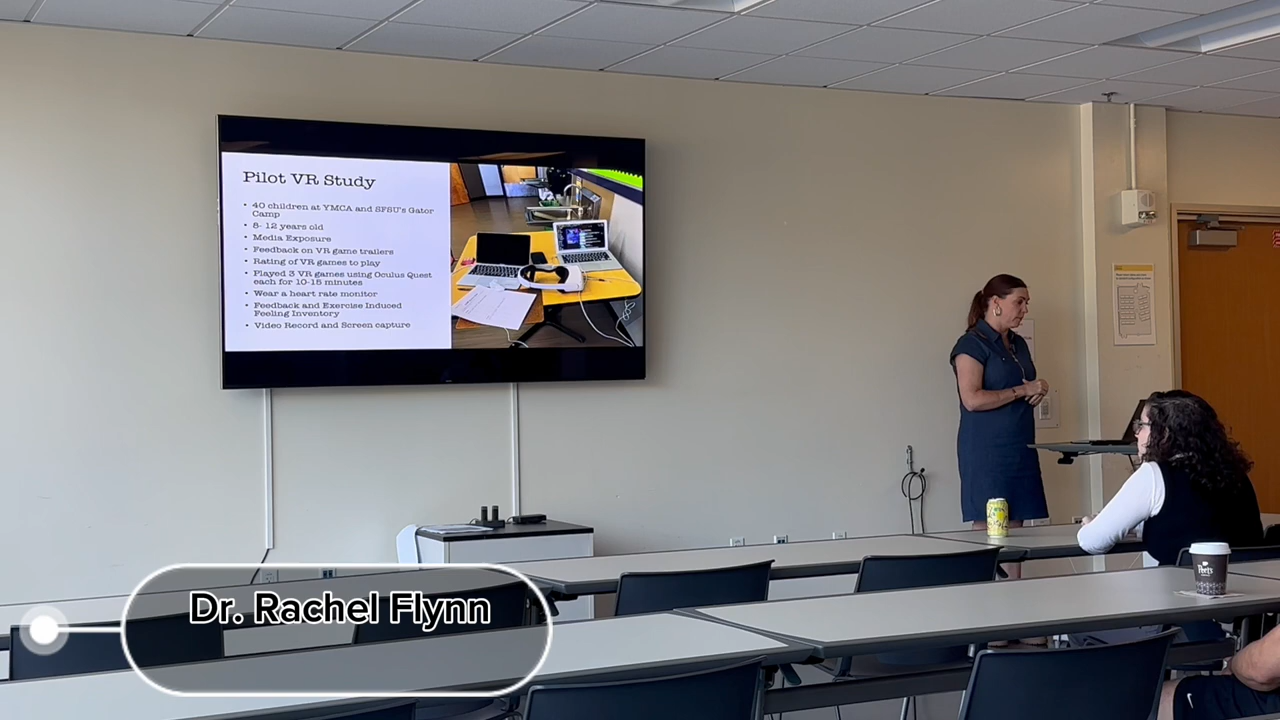 Pilot VR Study
• 40 children at YMCA and SFSU's Gator
Camp
• 8- 12 years old
• Media Exposure
• Feedback on VR game trailers
• Rating of VR games to play
• Played 3 VR games using Oculus Quest
each for 10-15 minutes
• Wear a heart rate monitor
• Feedback and Exercise Induced
Feeling Inventory
• Video Record and Screen capture
Peet's
Dr. Rachel Flynn